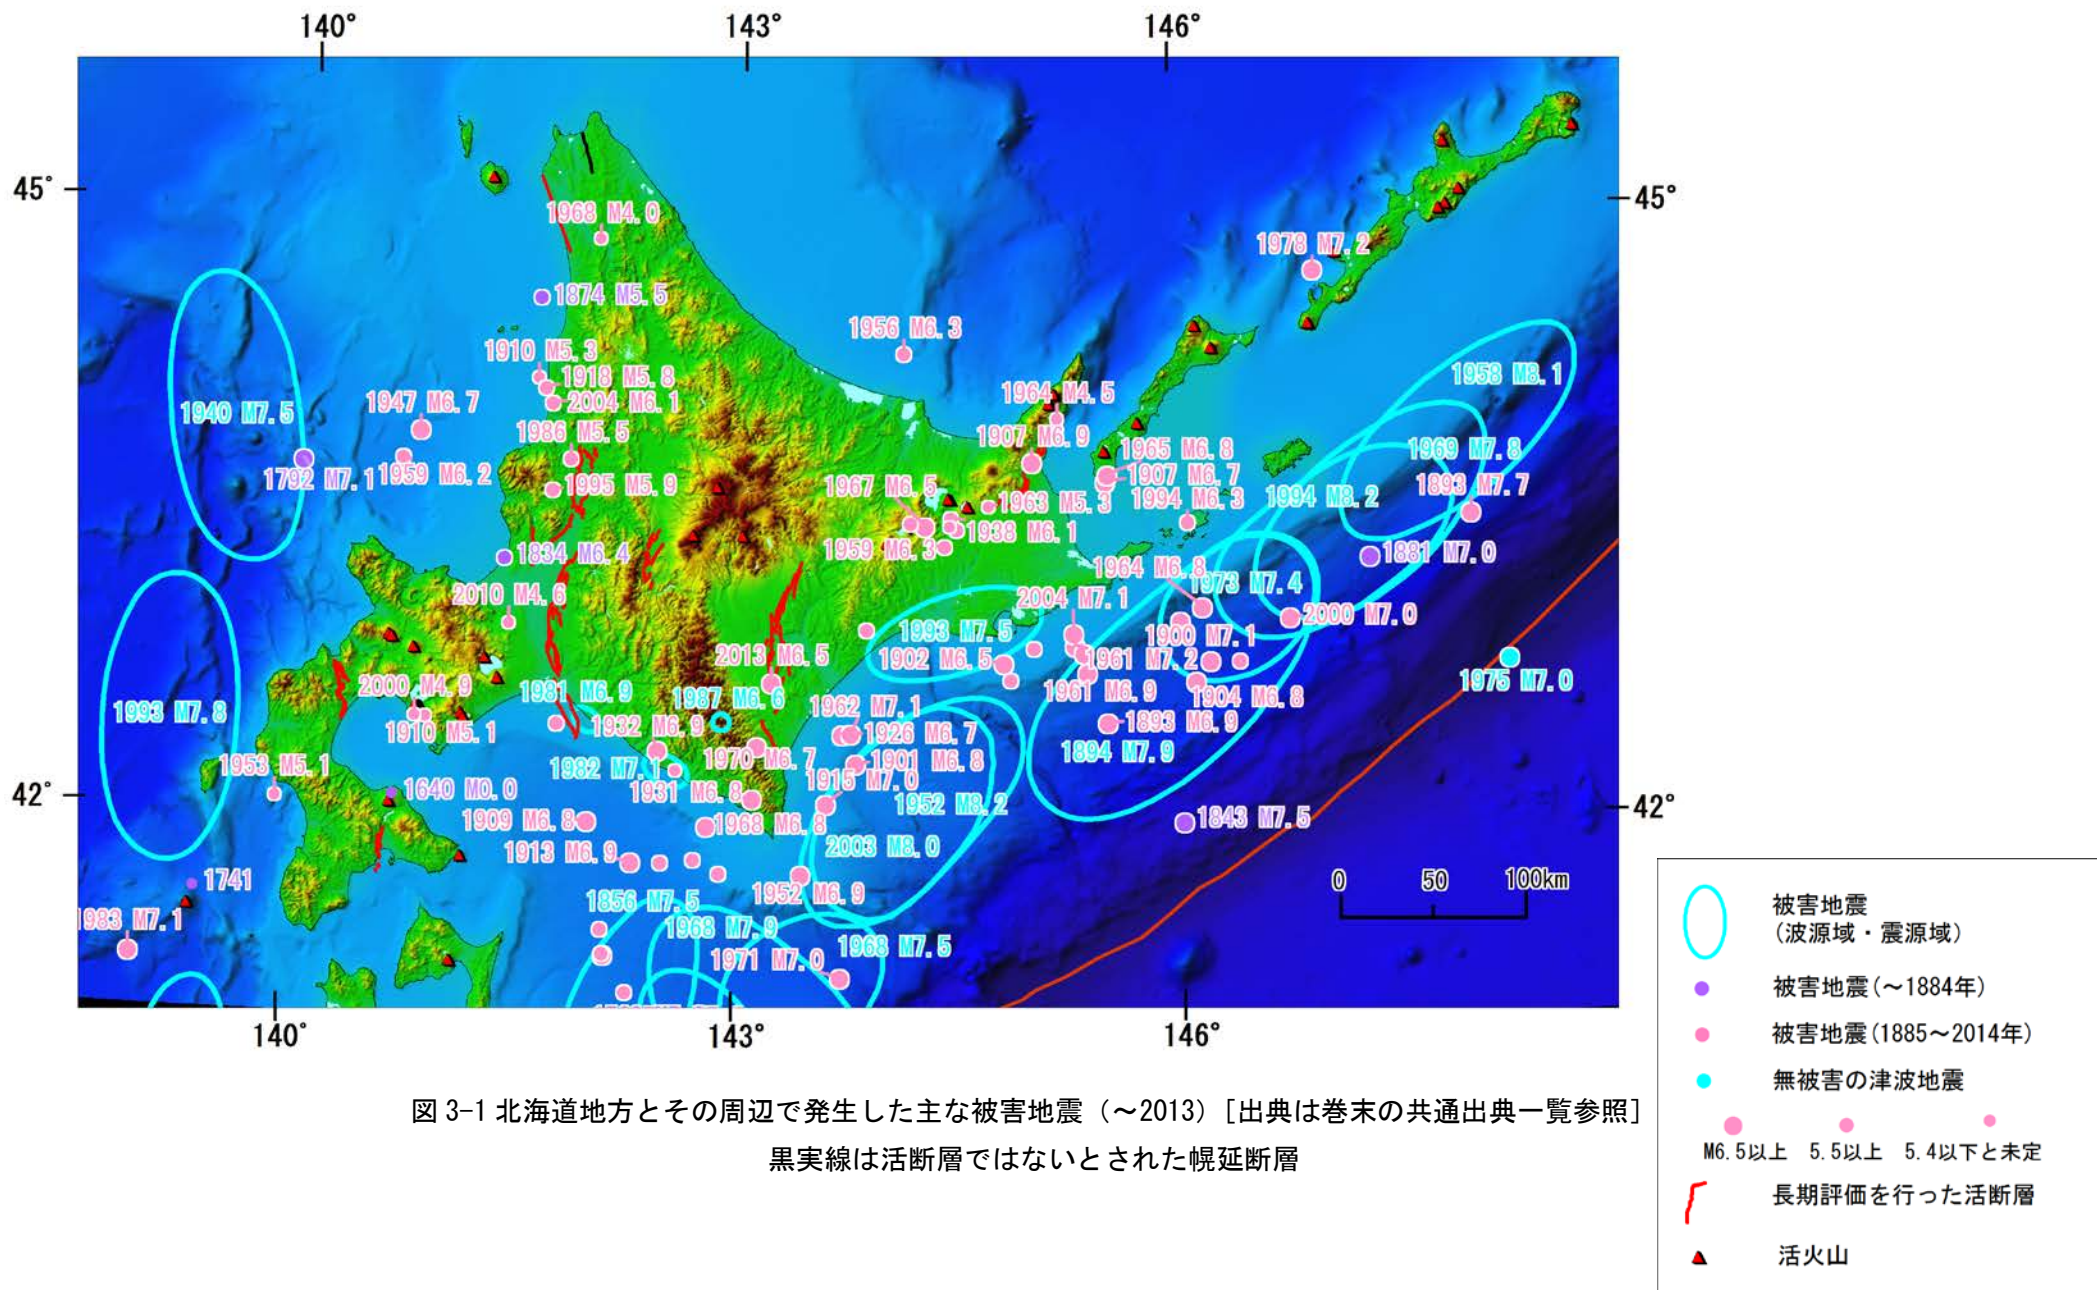 140°
143°
146°
45°
45°
1968 M4.0
1978 M7.2
1874 M5.5
1956 M6.3
1910 M5.3
1918 M5.8
2004 M6.1
1958 M8.1
1964 M4.5
1940 M7.5
1947 M6.7
1986 M5.5
1907 M6.9
1965 M6.8
1969 M7.8
1792 M7.1
1959 M6.2
1995 M5.9
1967 M6.5
1963 M5.3
1907 M6.7
1994 M6.3
1994 M8.2
1893 M7.7
1938 M6.1
1959 M6.3
1834 M6.4
1881 M7.0
1964 M6.8
1973 M7.4
2010 M4.6
2004 M7.1
2000 M7.0
1993 M7.5
1900 M7.1
1902 M6.5
1961 M7.2
2013 M6.5
1975 M7.0
2000 M4.9
1981 M6.9
1987 M6.6
1961 M6.9
1904 M6.8
1993 M7.8
1910 M5.1
1932 M6.9
1962 M7.1
1926 M6.7
1893 M6.9
1970 M6.7
1901 M6.8
1894 M7.9
1953 M5.1
1982 M7.1
1915 M7.0
42°
1640 M0.0
1931 M6.8
1952 M8.2
42°
1909 M6.8
1968 M6.8
1843 M7.5
1913 M6.9
2003 M8.0
1741
1952 M6.9
0 50 100km
1983 M7.1
1856 M7.5
1968 M7.9
1968 M7.5
1971 M7.0
140°
143°
146°
被害地震
(波源域・震源域)
被害地震(～1884年)
被害地震(1885～2014年)
無被害の津波地震
M6.5以上 5.5以上 5.4以下と未定
長期評価を行った活断層
活火山
図 3-1 北海道地方とその周辺で発生した主な被害地震（～2013）［出典は巻末の共通出典一覧参照］
黒実線は活断層ではないとされた幌延断層